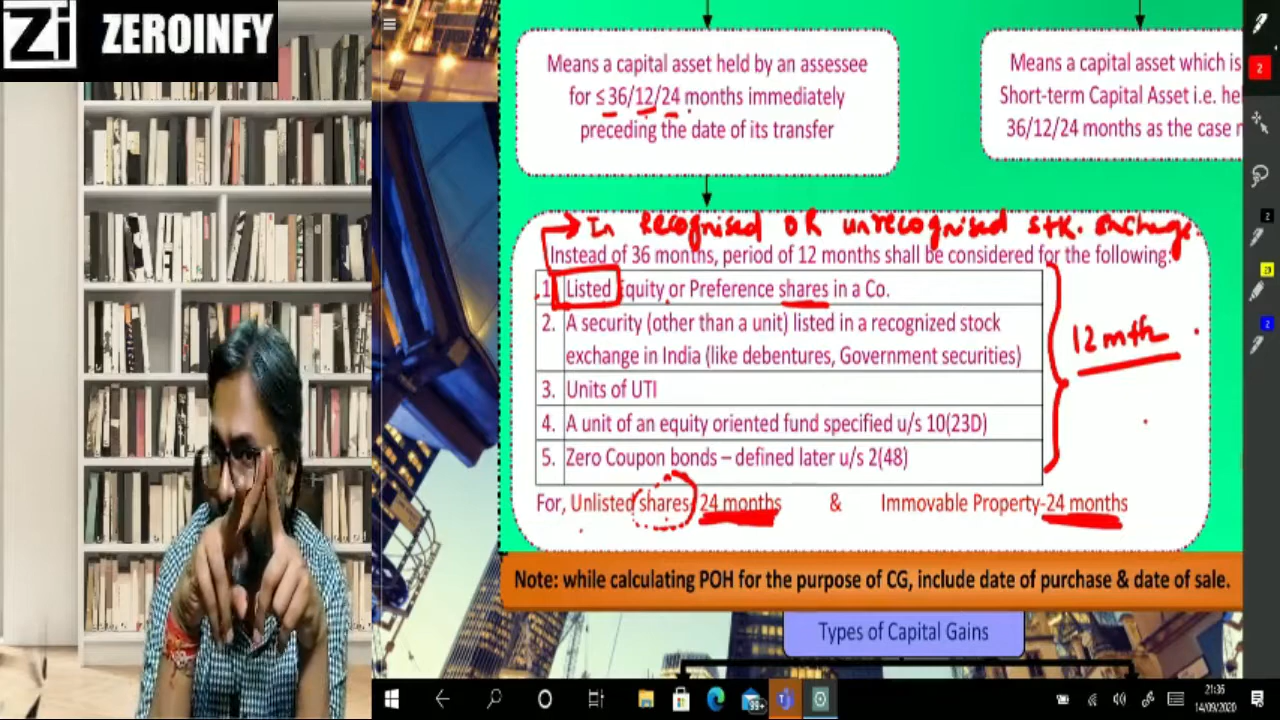 Zi ZEROINFY
Means a capital asset held by an assessee
for ≤ 36/12/24 months immediately
preceding the date of its transfer
Means a capital asset which is
Short-term Capital Asset i.e. hel
36/12/24 months as the case
→ In recognised OR unrecognised stk. exchange.
Instead of 36 months, period of 12 months shall be considered for the following:
1. Listed Equity or Preference shares in a Co.
2. A security (other than a unit) listed in a recognized stock
exchange in India (like debentures, Government securities)
3. Units of UTI
4. A unit of an equity oriented fund specified u/s 10(23D)
5. Zero Coupon bonds – defined later u/s 2(48)
12 mth
For, Unlisted shares 24 months & Immovable Property-24 months
Note: while calculating POH for the purpose of CG, include date of purchase & date of sale.
Types of Capital Gains
99+
21:35
14/09/2020
2
2
23
2